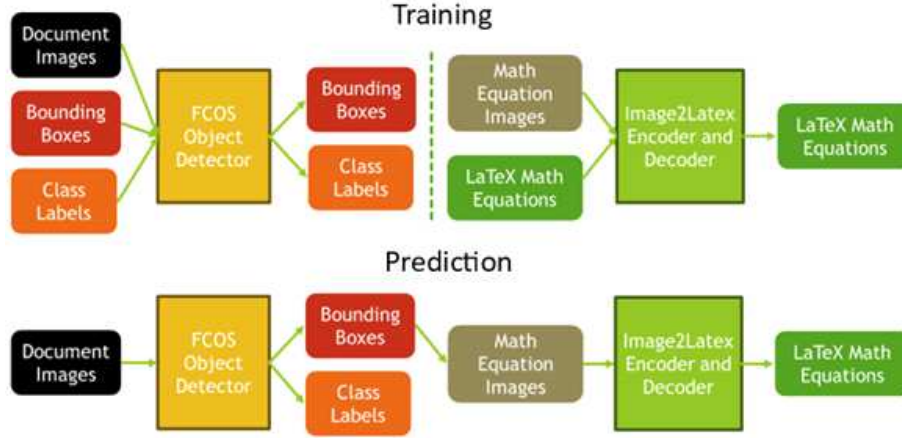 Training
Document
Images
Bounding
Boxes
Class
Labels
FCOS
Object
Detector
Bounding
Boxes
Class
Labels
Math
Equation
Images
LaTeX Math
Equations
Image2Latex
Encoder and
Decoder
LaTeX Math
Equations
Prediction
Document
Images
FCOS
Object
Detector
Bounding
Boxes
Class
Labels
Math
Equation
Images
Image2Latex
Encoder and
Decoder
LaTeX Math
Equations